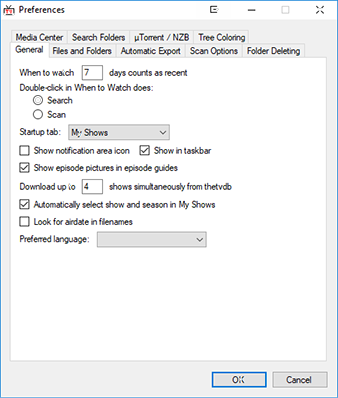 Preferences
Media Center Search Folders µTorrent / NZB Tree Coloring
General Files and Folders Automatic Export Scan Options Folder Deleting
When to watch 7 days counts as recent
Double-click in When to Watch does:
Search
Scan
Startup tab: My Shows
Show notification area icon Show in taskbar
Show episode pictures in episode guides
Download up to 4 shows simultaneously from thetvdb
Automatically select show and season in My Shows
Look for airdate in filenames
Preferred language:
OK Cancel